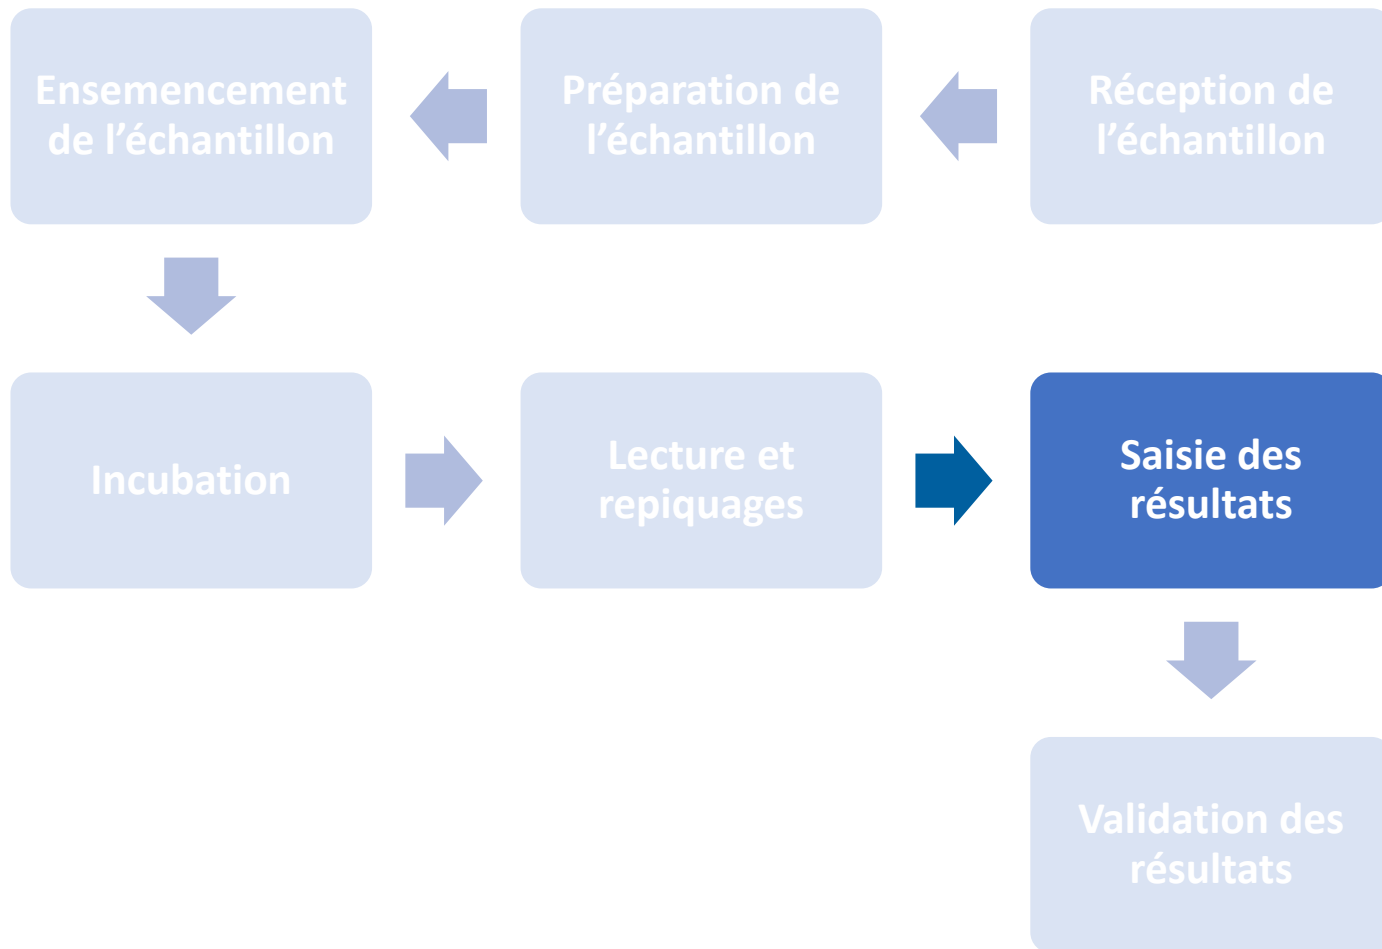 Ensemencement
de l’échantillon
Préparation de
l’échantillon
Réception de
l’échantillon
Incubation
Lecture et
repiquages
Saisie des
résultats
Validation des
résultats